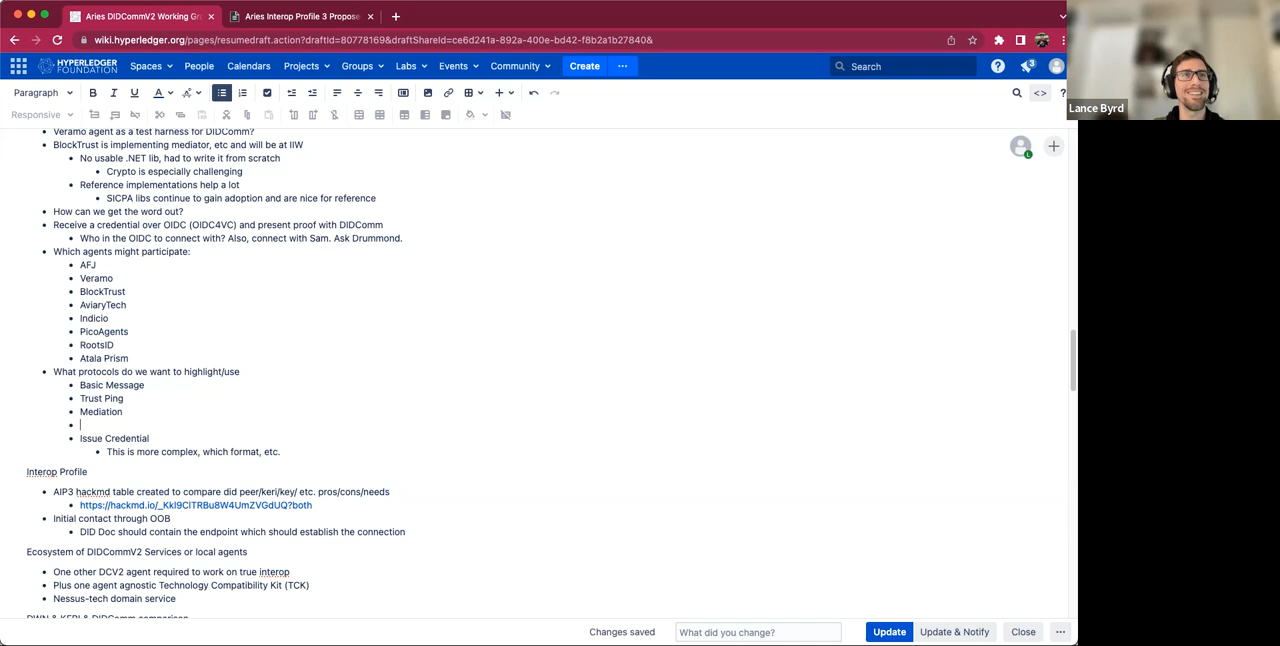 Aries DIDCommV2 Working Gr
Aries Interop Profile 3 Propose
wiki.hyperledger.org/pages/resumedraft.action?draftId=80778169&draftShareId=ce6d241a-892a-400e-bd42-f8b2a1b27840&
HYPERLEDGER FOUNDATION
Spaces People Calendars Projects Groups Labs Events Community Create Search 3
Lance Byrd
Paragraph B I U A
Responsive
Veramo agent as a test harness for DIDComm?
BlockTrust is implementing mediator, etc and will be at IIW
No usable .NET lib, had to write it from scratch
Crypto is especially challenging
Reference implementations help a lot
SICPA libs continue to gain adoption and are nice for reference
How can we get the word out?
Receive a credential over OIDC (OIDC4VC) and present proof with DIDComm
Who in the OIDC to connect with? Also, connect with Sam. Ask Drummond.
Which agents might participate:
AFJ
Veramo
BlockTrust
AviaryTech
Indicio
PicoAgents
RootsID
Atala Prism
What protocols do we want to highlight/use
Basic Message
Trust Ping
Mediation
Issue Credential
This is more complex, which format, etc.
Interop Profile
AIP3 hackmd table created to compare did peer/keri/key/ etc. pros/cons/needs
https://hackmd.io/_KkI9ClTRBu8W4UmZVGdUQ?both
Initial contact through OOB
DID Doc should contain the endpoint which should establish the connection
Ecosystem of DIDCommV2 Services or local agents
One other DCV2 agent required to work on true interop
Plus one agent agnostic Technology Compatibility Kit (TCK)
Nessus-tech domain service
DWN & KERI & DIDComm comparison
Changes saved What did you change? Update Update & Notify Close